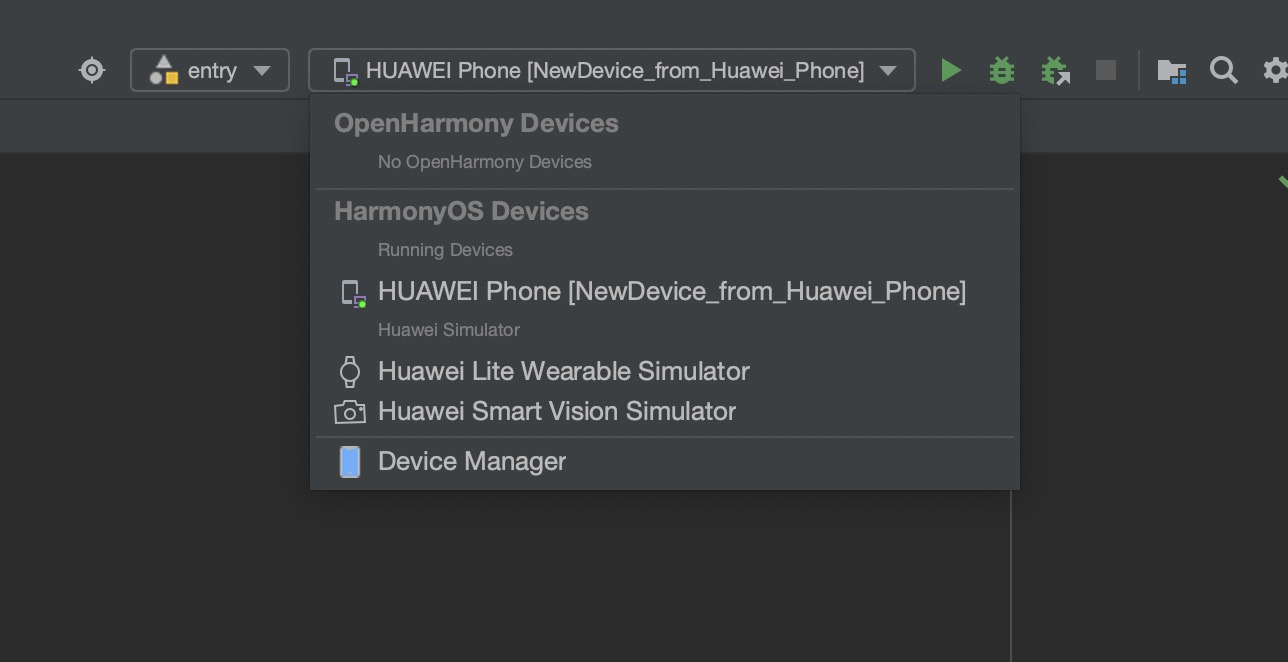 entry
HUAWEI Phone [NewDevice_from_Huawei_Phone]
OpenHarmony Devices
No OpenHarmony Devices
HarmonyOS Devices
Running Devices
HUAWEI Phone [NewDevice_from_Huawei_Phone]
Huawei Simulator
Huawei Lite Wearable Simulator
Huawei Smart Vision Simulator
Device Manager